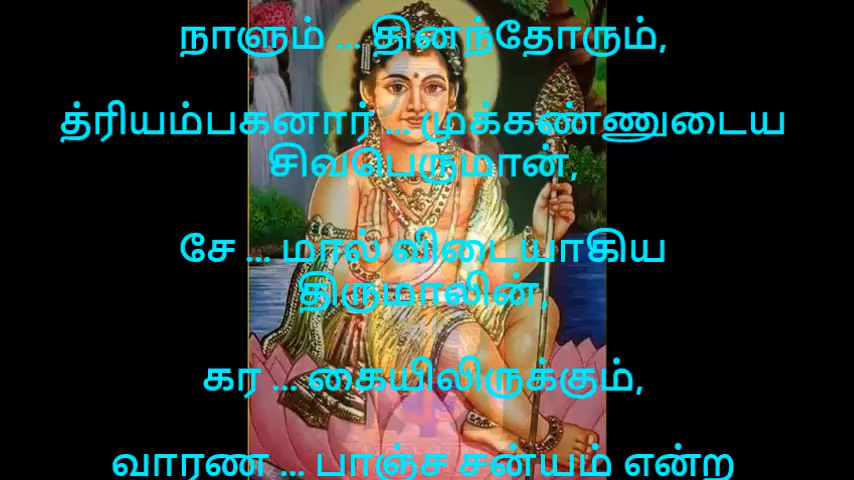 நாளும் ... தினந்தோரும்,
த்ரியம்பகனார் ... முக்கண்ணுடைய
சிவபெருமான்,
சே ... மால் விடையாகிய
திருமாலின்,
கர ... கையிலிருக்கும்,
வாரண ... பாஞ்ச சன்யம் என்ற